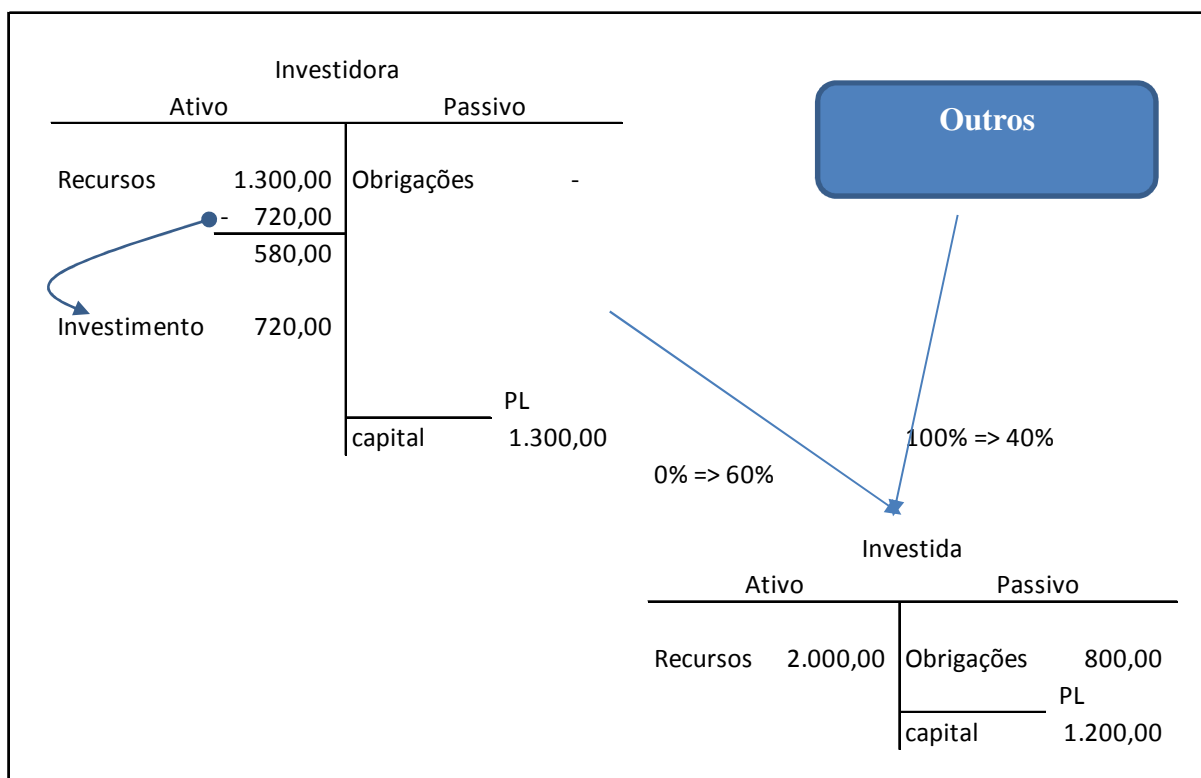 Investidora
Ativo Passivo
Outros
Recursos 1.300,00 Obrigações -
- 720,00
580,00
Investimento 720,00
PL
capital 1.300,00
100% => 40%
0% => 60%
Investida
Ativo Passivo
Recursos 2.000,00 Obrigações 800,00
PL
capital 1.200,00